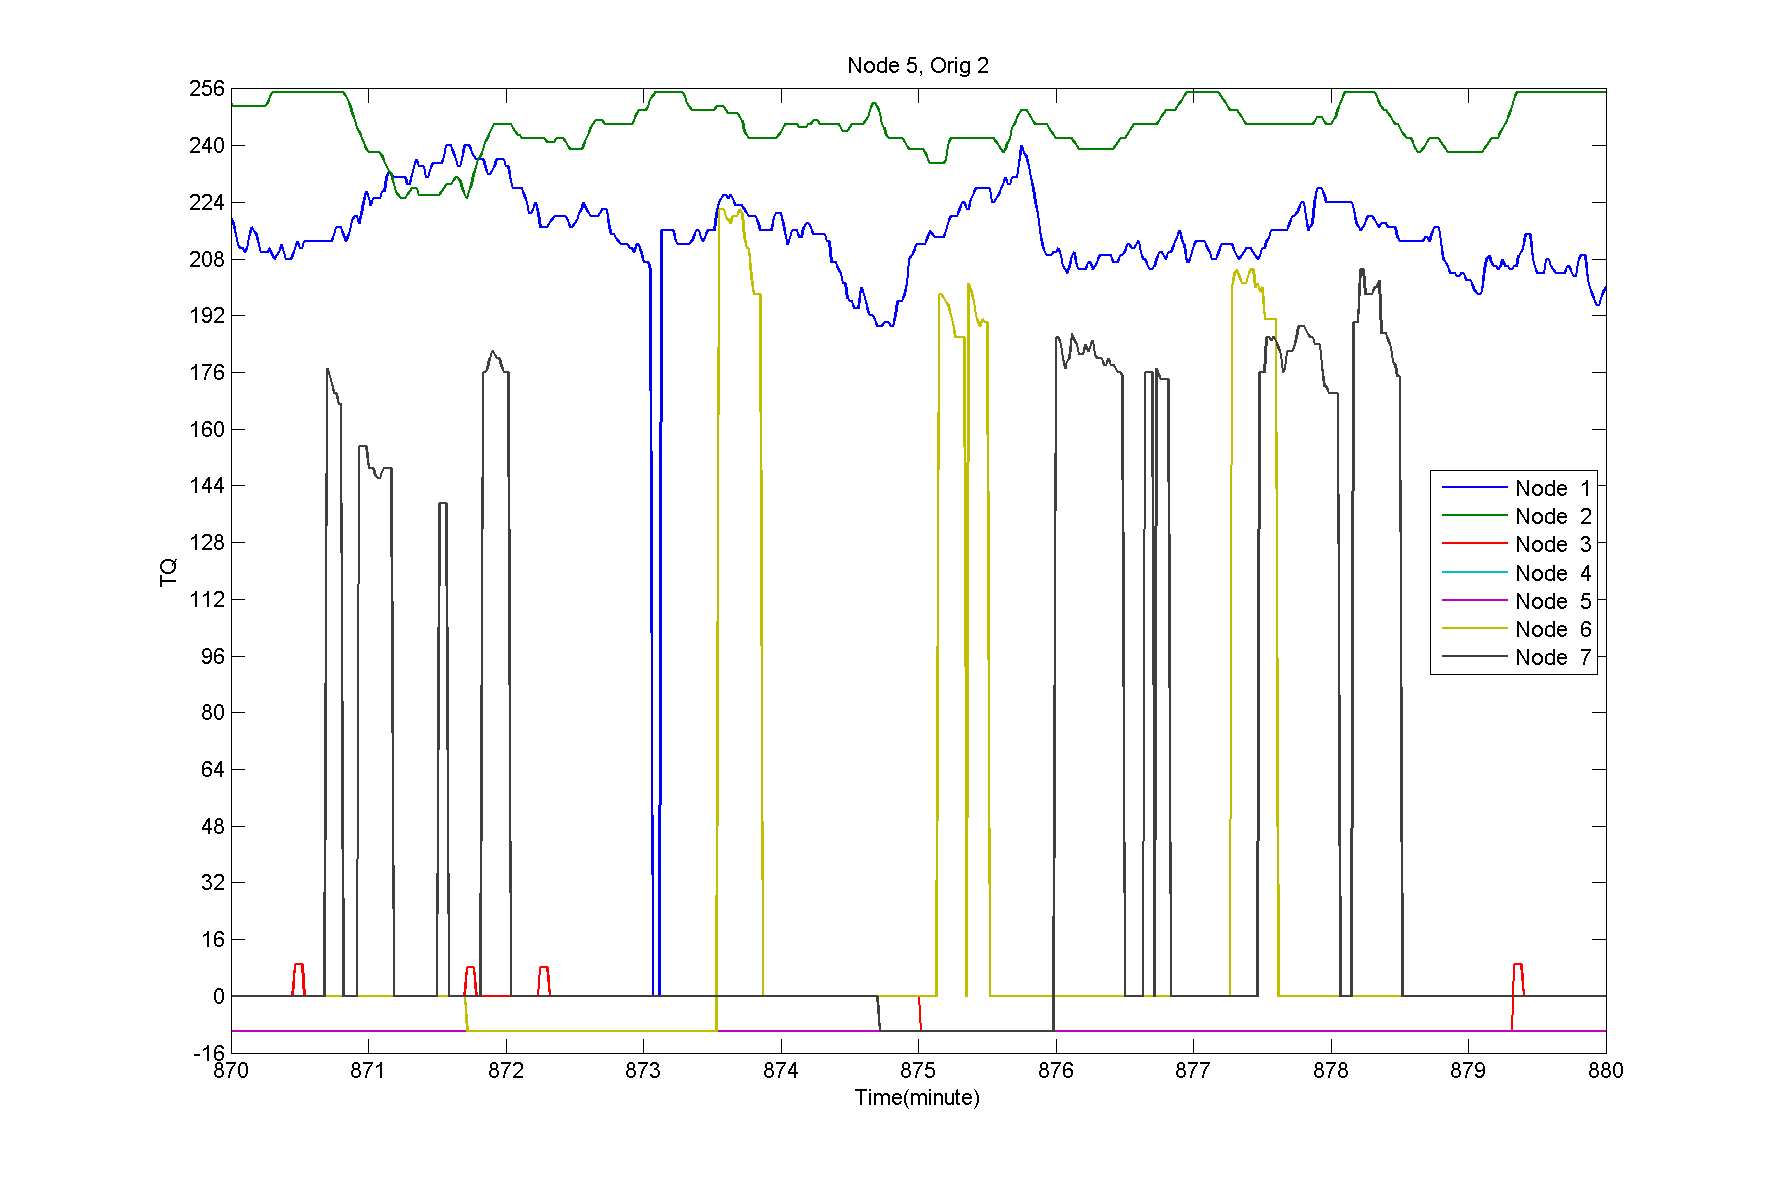 Node 5, Orig 2
256
240
224
208
192
176
160
144
128
112
96
80
64
48
32
16
0
-16
TQ
Node 1
Node 2
Node 3
Node 4
Node 5
Node 6
Node 7
870 871 872 873 874 875 876 877 878 879 880
Time(minute)